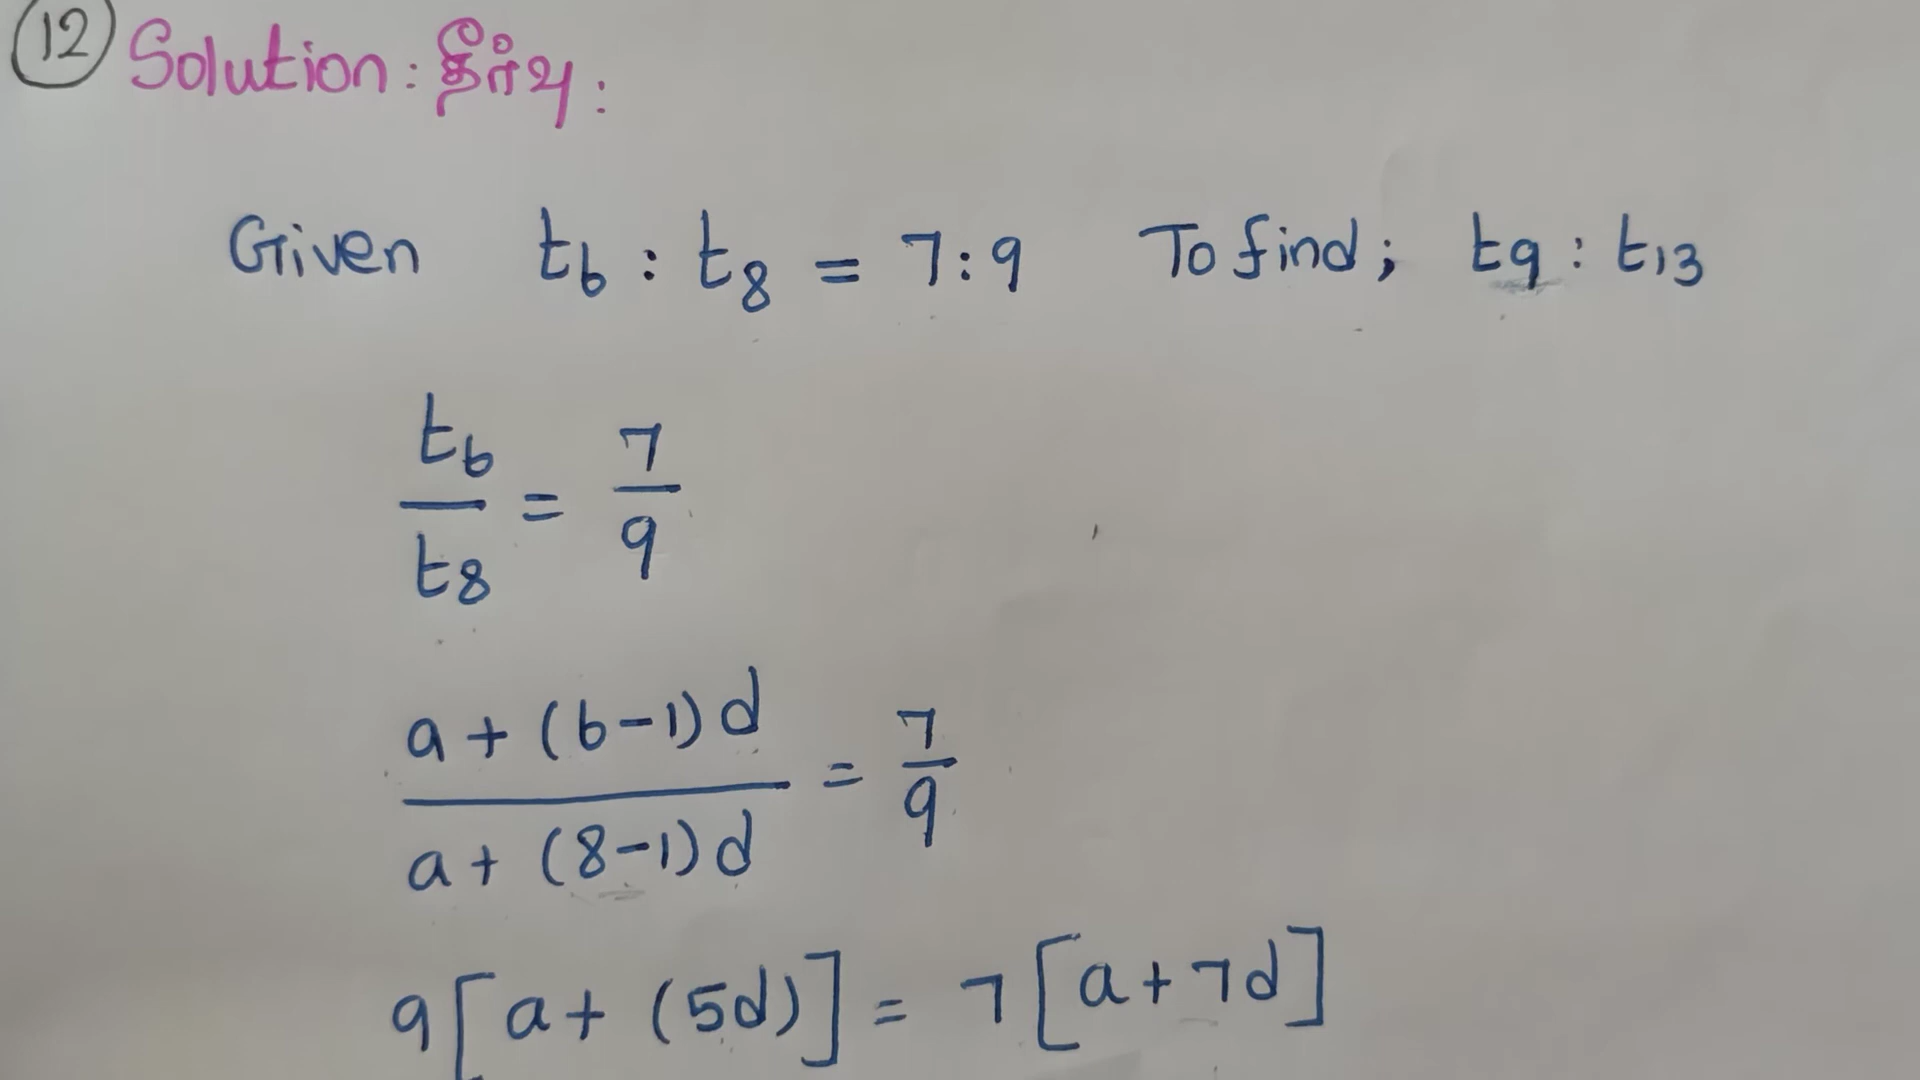 12 Solution: தீர்வு:
Given t₆ : t₈ = 7:9 To find; t₉ : t₁₃
t₆/t₈ = 7/9
a + (6-1)d / a + (8-1)d = 7/9
9[a + (5d)] = 7[a + 7d]